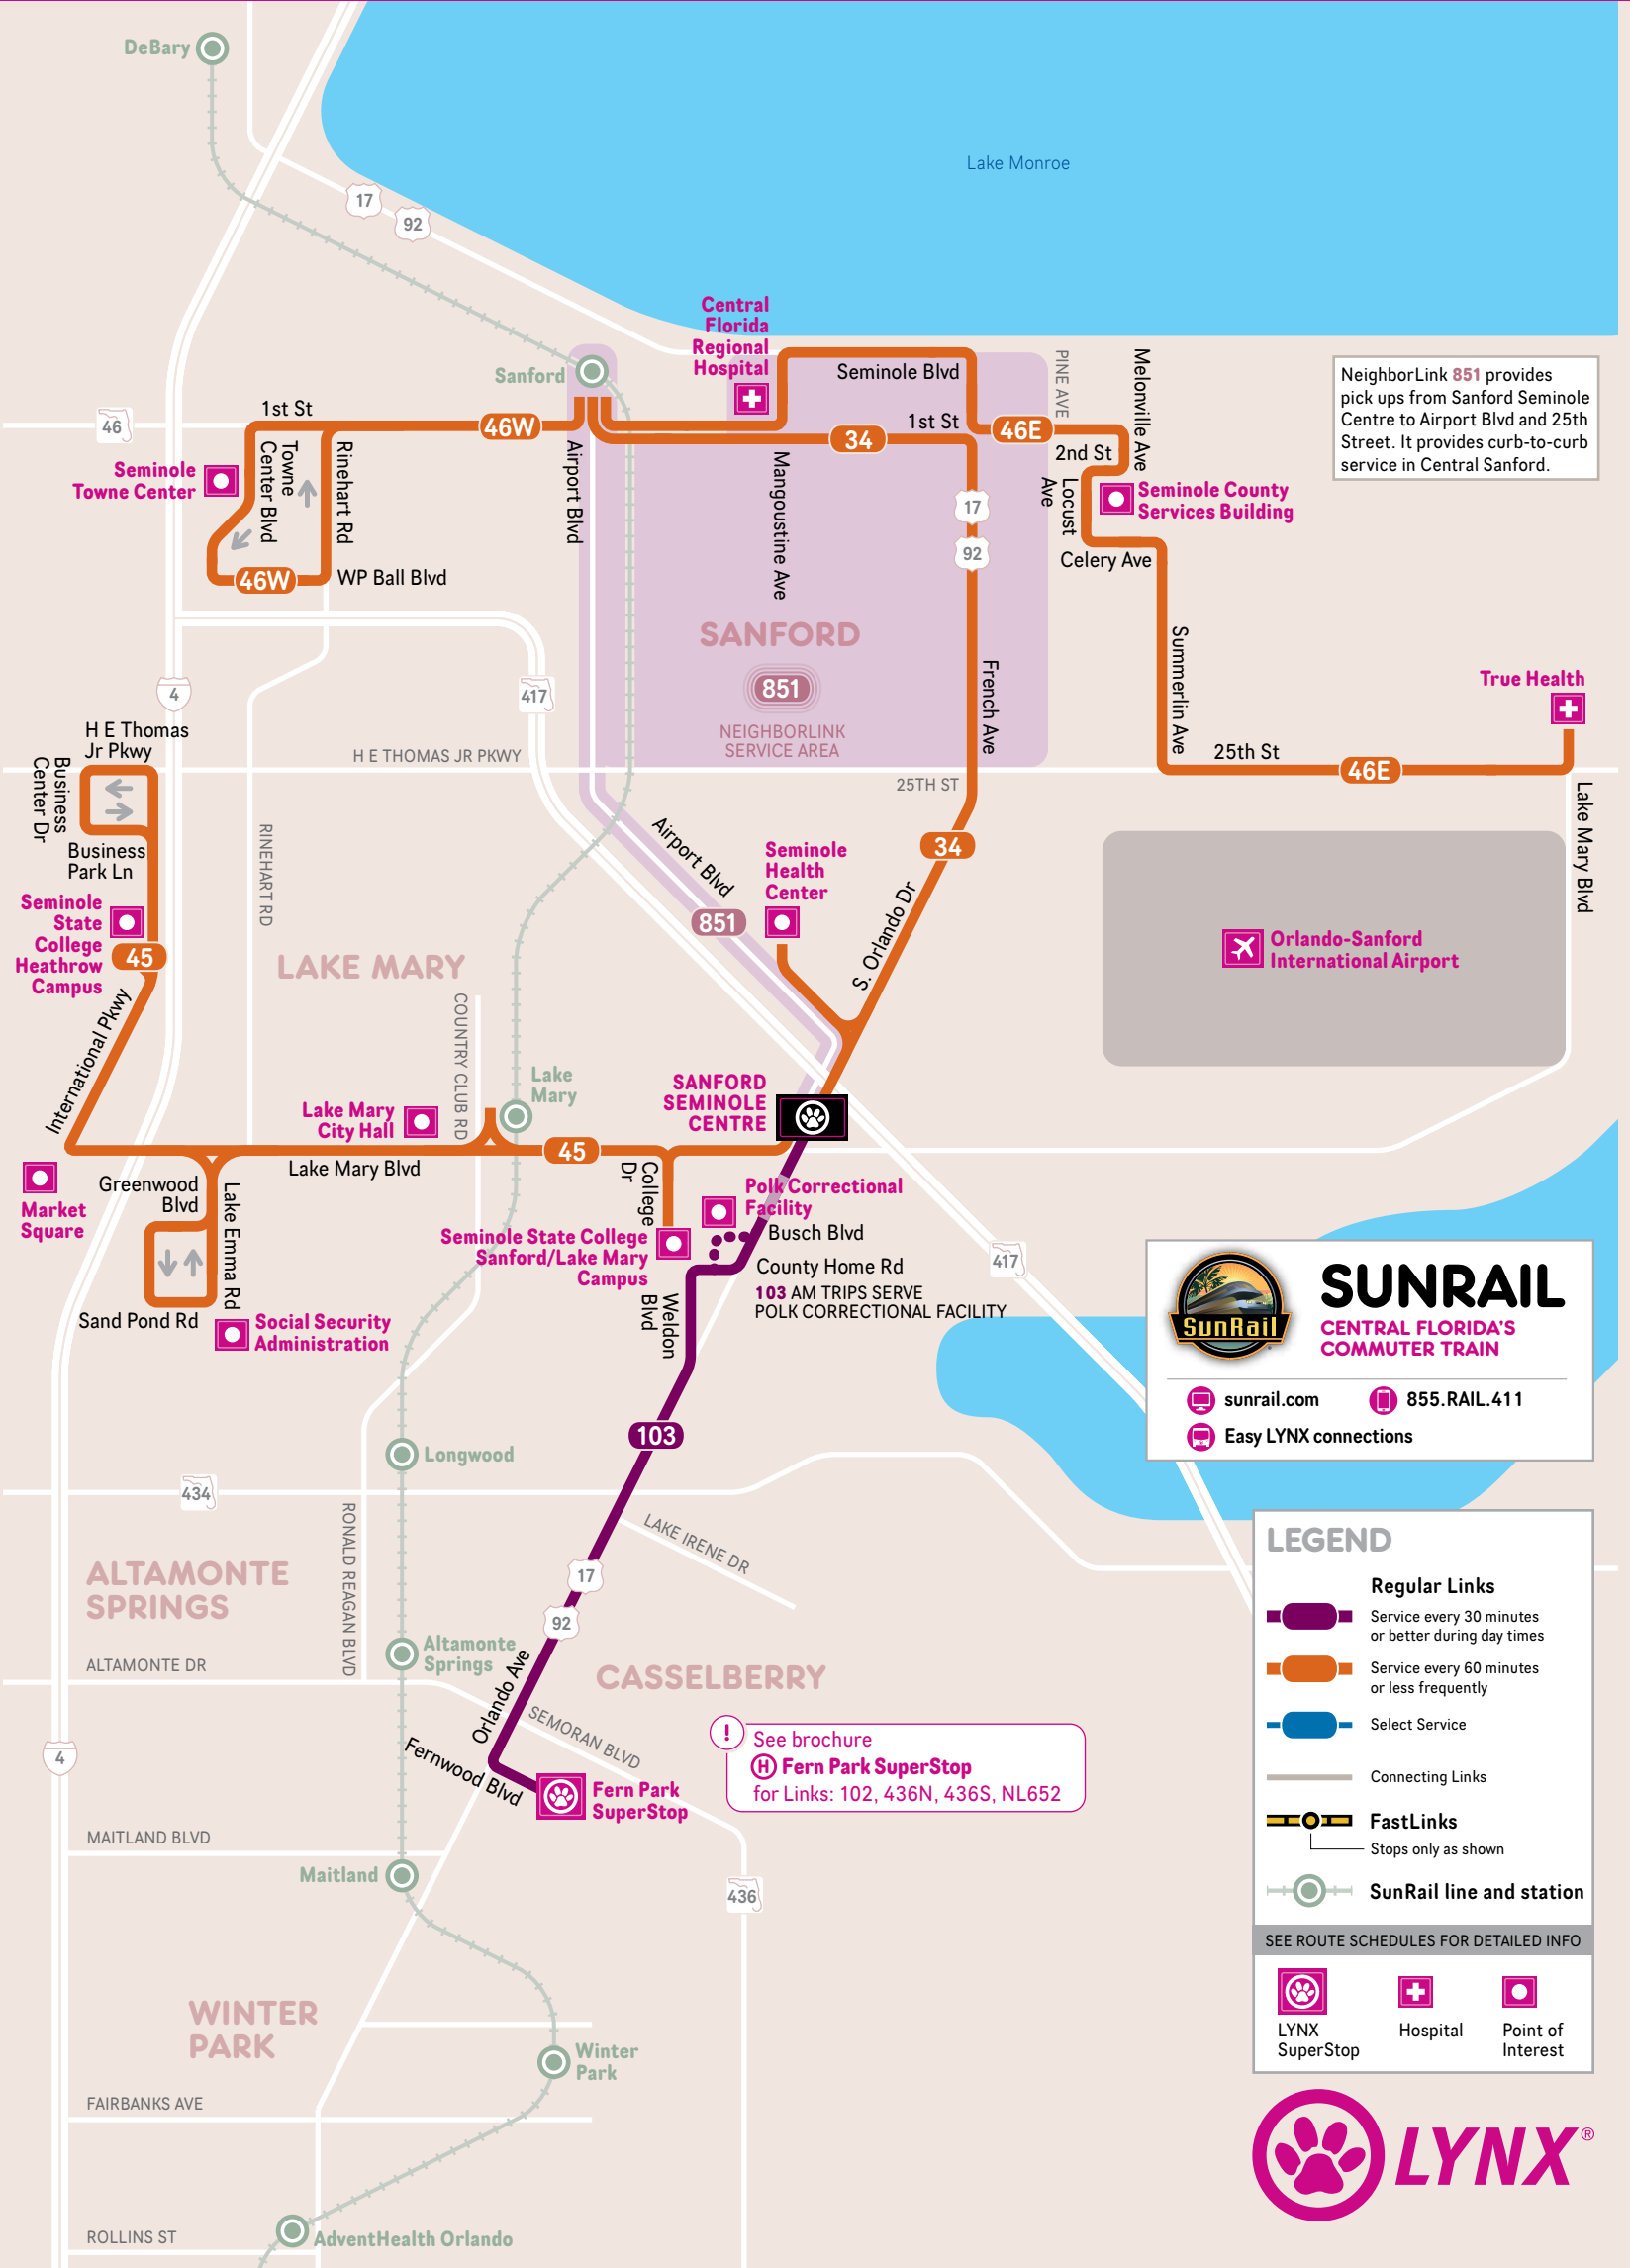 DeBary
17
92
Lake Monroe
Central
Florida
Regional
Hospital
Sanford
Seminole Blvd
PINE AVE
Melonville Ave
NeighborLink 851 provides
pick ups from Sanford Seminole
Centre to Airport Blvd and 25th
Street. It provides curb-to-curb
service in Central Sanford.
46
1st St
46W
34
1st St
46E
2nd St
Seminole
Towne Center
Towne
Center Blvd
Rinehart Rd
Airport Blvd
Mangoustine Ave
17
92
Locust
Ave
Seminole County
Services Building
Celery Ave
46W
WP Ball Blvd
SANFORD
851
NEIGHBORLINK
SERVICE AREA
French Ave
Summerlin Ave
True Health
4
417
H E Thomas
Jr Pkwy
H E THOMAS JR PKWY
25TH ST
25th St
46E
Business
Center Dr
Business
Park Ln
RINEHART RD
Airport Blvd
Seminole
Health
Center
34
Lake Mary Blvd
Seminole
State
College
Heathrow
Campus
45
851
S. Orlando Dr
Orlando-Sanford
International Airport
LAKE MARY
International Pkwy
COUNTRY CLUB RD
Lake
Mary
SANFORD
SEMINOLE
CENTRE
Lake Mary
City Hall
45
Lake Mary Blvd
College
Dr
Market
Square
Greenwood
Blvd
Lake Emma Rd
Polk Correctional
Facility
Busch Blvd
Seminole State College
Sanford/Lake Mary
Campus
County Home Rd
103 AM TRIPS SERVE
POLK CORRECTIONAL FACILITY
417
Sand Pond Rd
Social Security
Administration
Weldon
Blvd
SunRail
SUNRAIL
CENTRAL FLORIDA'S
COMMUTER TRAIN
sunrail.com
855.RAIL.411
Easy LYNX connections
103
Longwood
434
RONALD REAGAN BLVD
LAKE IRENE DR
ALTAMONTE
SPRINGS
17
92
Altamonte
Springs
ALTAMONTE DR
CASSELBERRY
Orlando Ave
SEMORAN BLVD
4
Fernwood Blvd
Fern Park
SuperStop
!
See brochure
H Fern Park SuperStop
for Links: 102, 436N, 436S, NL652
MAITLAND BLVD
Maitland
436
WINTER
PARK
Winter
Park
FAIRBANKS AVE
ROLLINS ST
AdventHealth Orlando
LEGEND
Regular Links
Service every 30 minutes
or better during day times
Service every 60 minutes
or less frequently
Select Service
Connecting Links
FastLinks
Stops only as shown
SunRail line and station
SEE ROUTE SCHEDULES FOR DETAILED INFO
LYNX
SuperStop
Hospital
Point of
Interest
LYNX®